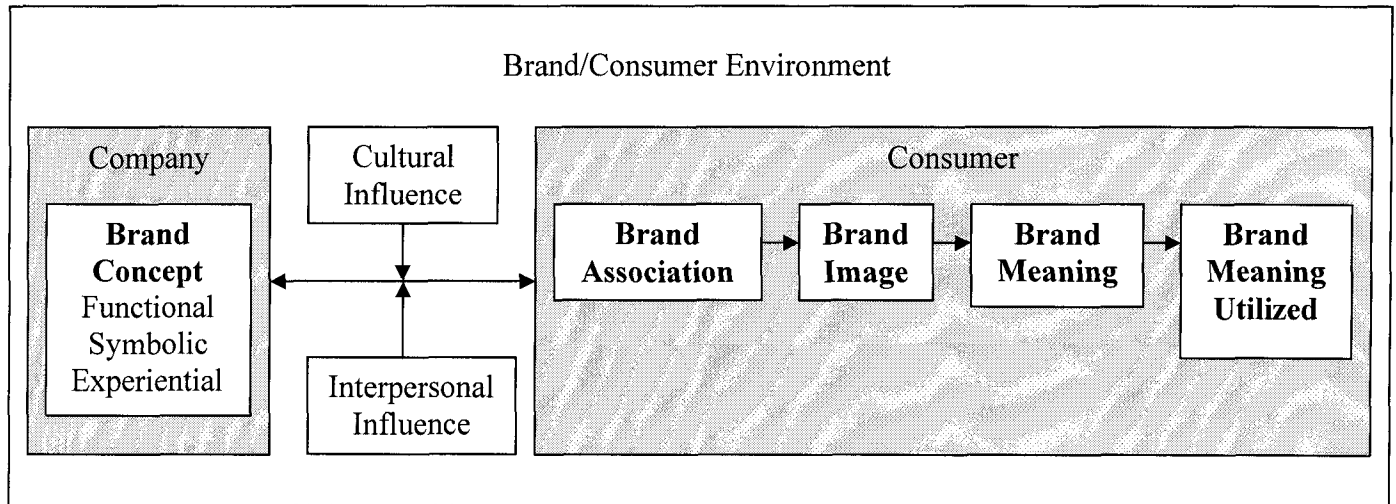 Brand/Consumer Environment
Company
Brand
Concept
Functional
Symbolic
Experiential
Cultural
Influence
Interpersonal
Influence
Consumer
Brand
Association
Brand
Image
Brand
Meaning
Brand
Meaning
Utilized